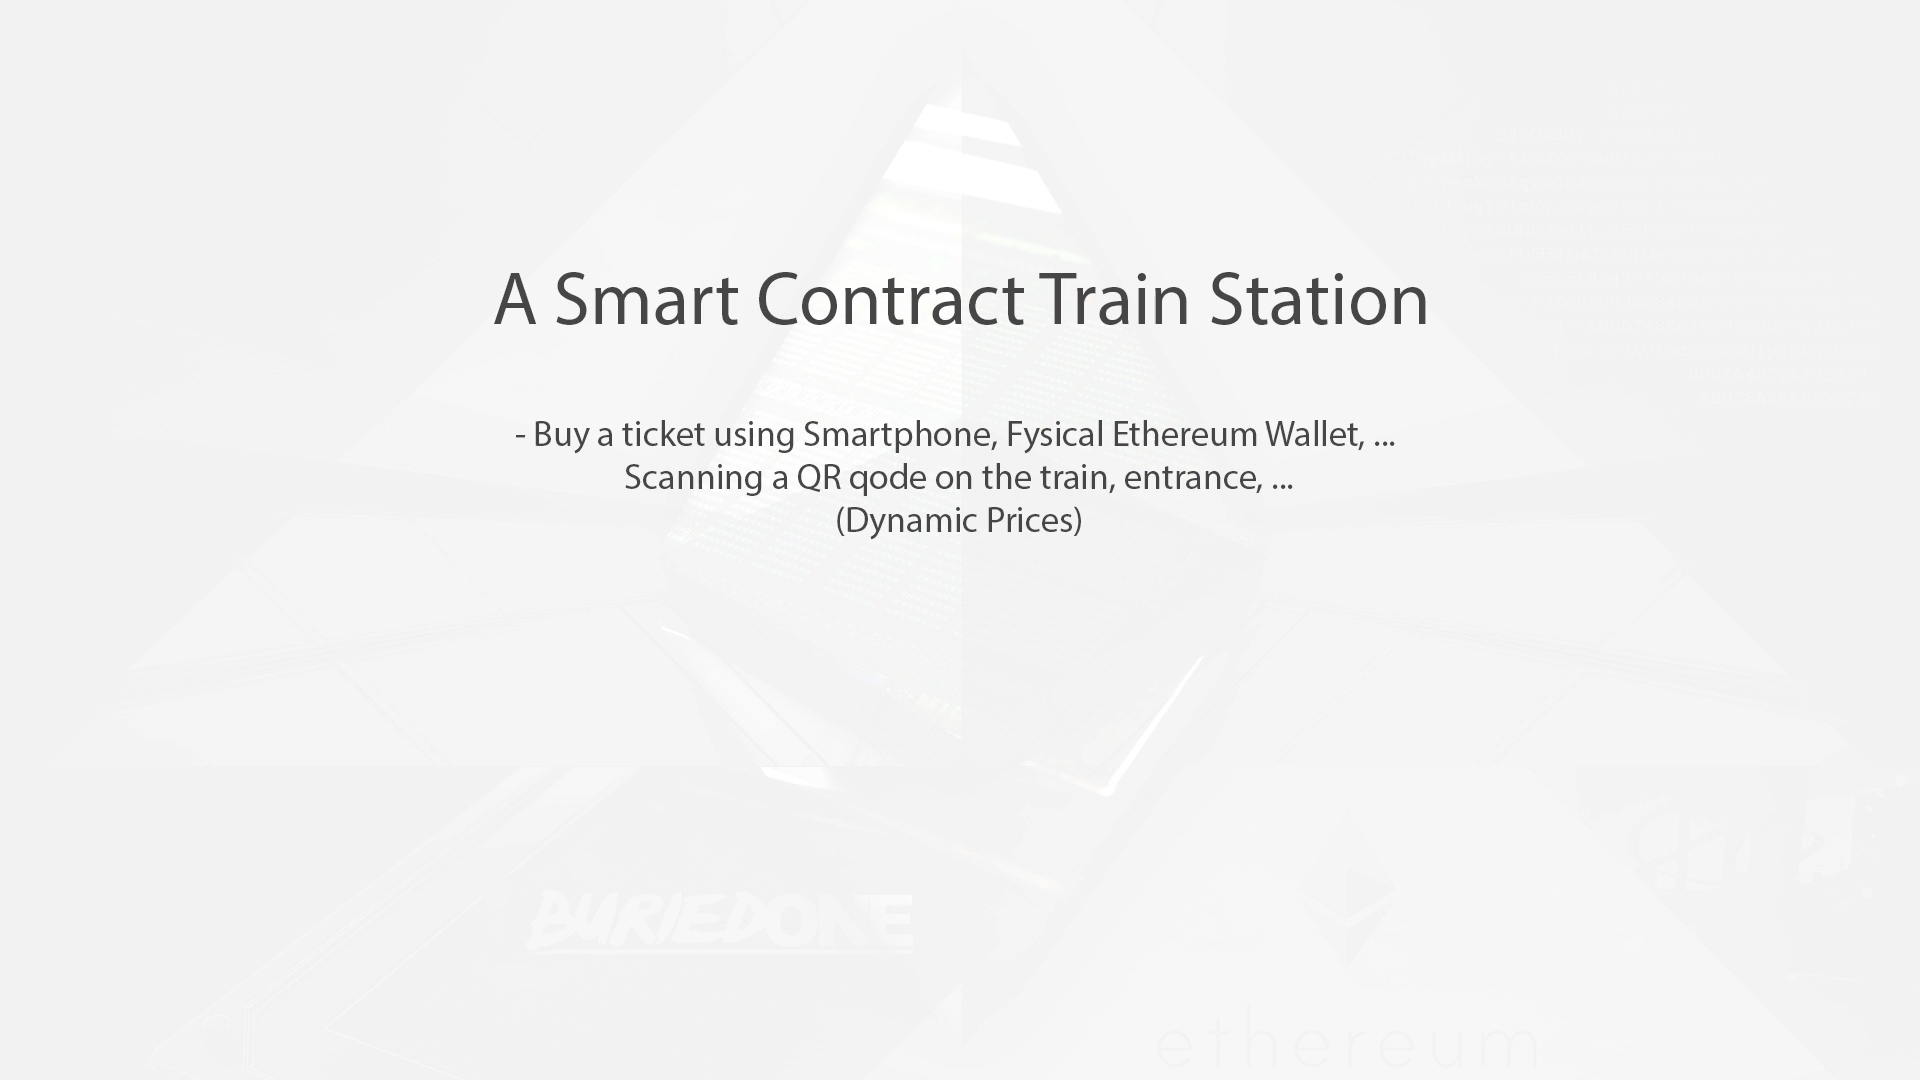 A Smart Contract Train Station
- Buy a ticket using Smartphone, Fysical Ethereum Wallet, ...
Scanning a QR qode on the train, entrance, ...
(Dynamic Prices)
BURIEDONE
ethereum